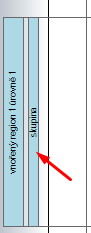 vnořený region 1 úrovně 1
skupina